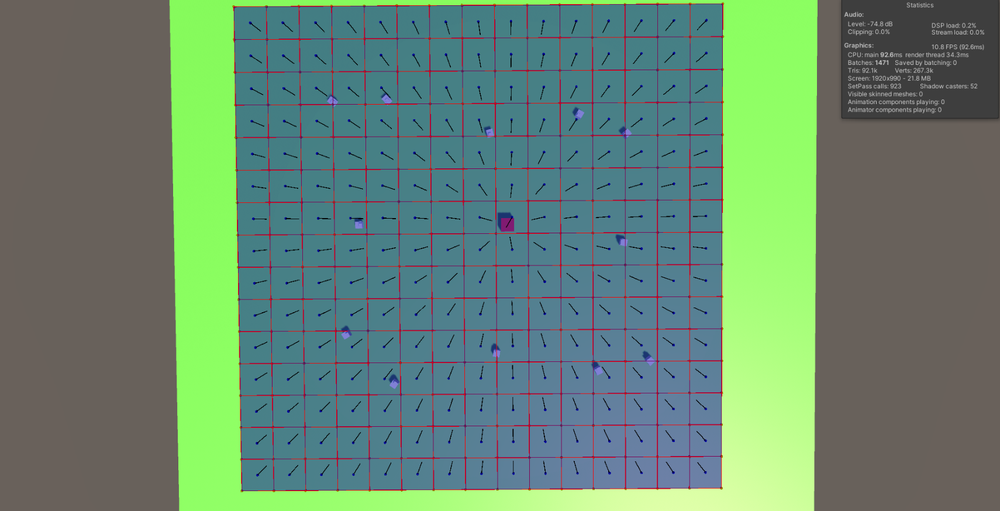 Statistics
Audio:
Level: -74.8 dB DSP load: 0.2%
Clipping: 0.0% Stream load: 0.0%
Graphics: 10.8 FPS (92.6ms)
CPU: main 92.6ms render thread 34.3ms
Batches: 1471 Saved by batching: 0
Tris: 92.1k Verts: 267.3k
Screen: 1920x990 - 21.8 MB
SetPass calls: 923 Shadow casters: 52
Visible skinned meshes: 0
Animation components playing: 0
Animator components playing: 0